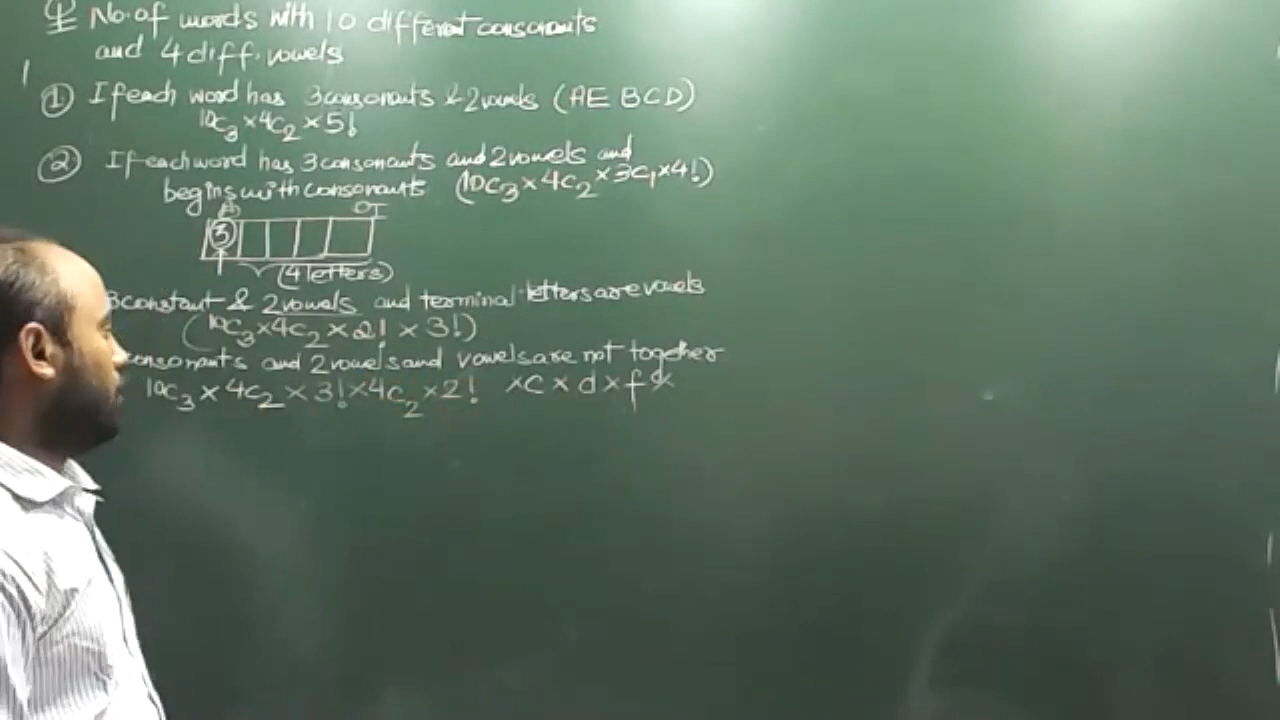 Q No. of words with 10 different consonants
and 4 diff. vowels
① If each word has 3 consonants & 2 vowels (AE BCD)
10C3 × 4C2 × 5!
② If each word has 3 consonants and 2 vowels and
begins with consonants (10C3 × 4C2 × 3C1 × 4!)
3
(4 letters)
3 constant & 2 vowels and terminal letters are vowels
(10C3 × 4C2 × 2! × 3!)
consonants and 2 vowels and vowels are not together
10C3 × 4C2 × 3! × 4C2 × 2! ×C×d×f×